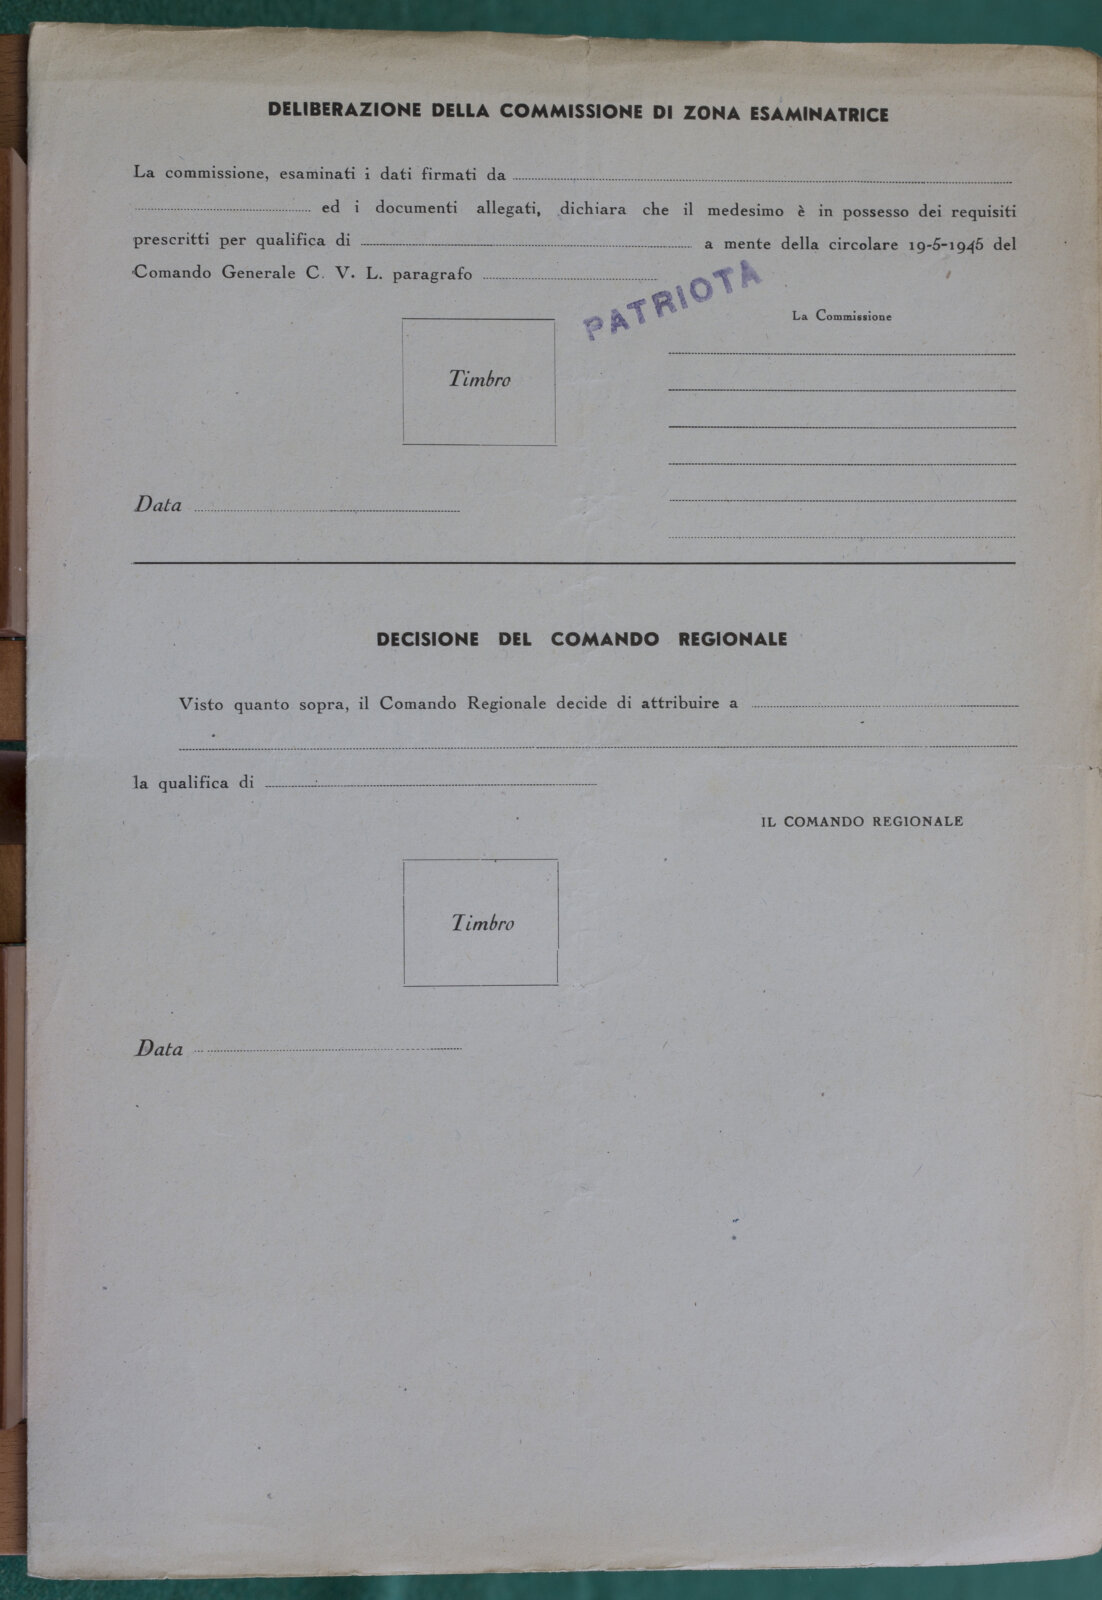 DELIBERAZIONE DELLA COMMISSIONE DI ZONA ESAMINATRICE
La commissione, esaminati i dati firmati da
ed i documenti allegati, dichiara che il medesimo è in possesso dei requisiti
prescritti per qualifica di a mente della circolare 19-5-1945 del
Comando Generale C. V. L. paragrafo
PATRIOTA
La Commissione
Timbro
Data
DECISIONE DEL COMANDO REGIONALE
Visto quanto sopra, il Comando Regionale decide di attribuire a
la qualifica di
IL COMANDO REGIONALE
Timbro
Data